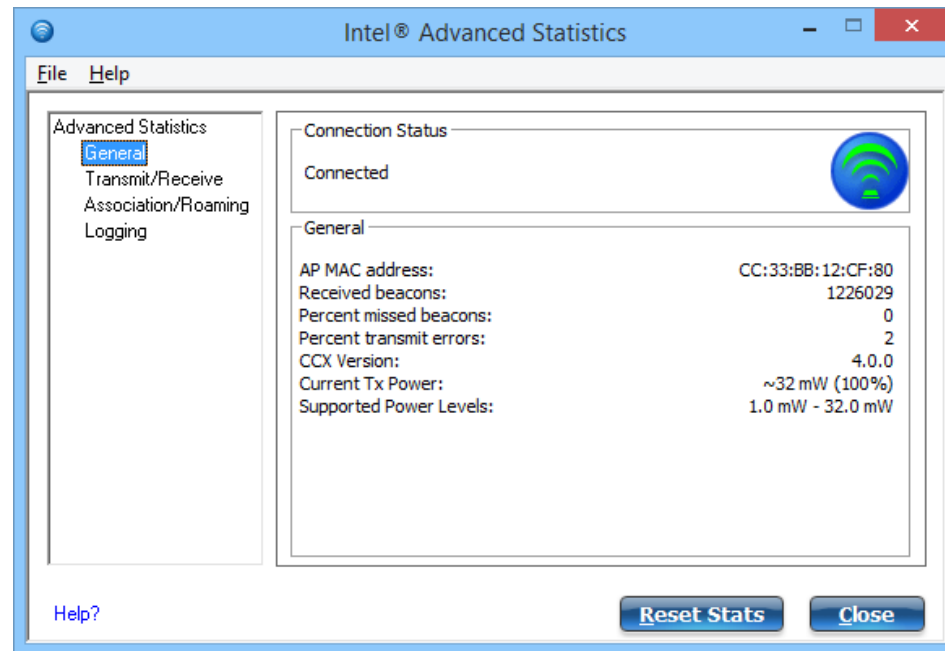 Intel® Advanced Statistics
File Help
Advanced Statistics
General
Transmit/Receive
Association/Roaming
Logging
Connection Status
Connected
General
AP MAC address: CC:33:BB:12:CF:80
Received beacons: 1226029
Percent missed beacons: 0
Percent transmit errors: 2
CCX Version: 4.0.0
Current Tx Power: ~32 mW (100%)
Supported Power Levels: 1.0 mW - 32.0 mW
Help?
Reset Stats
Close